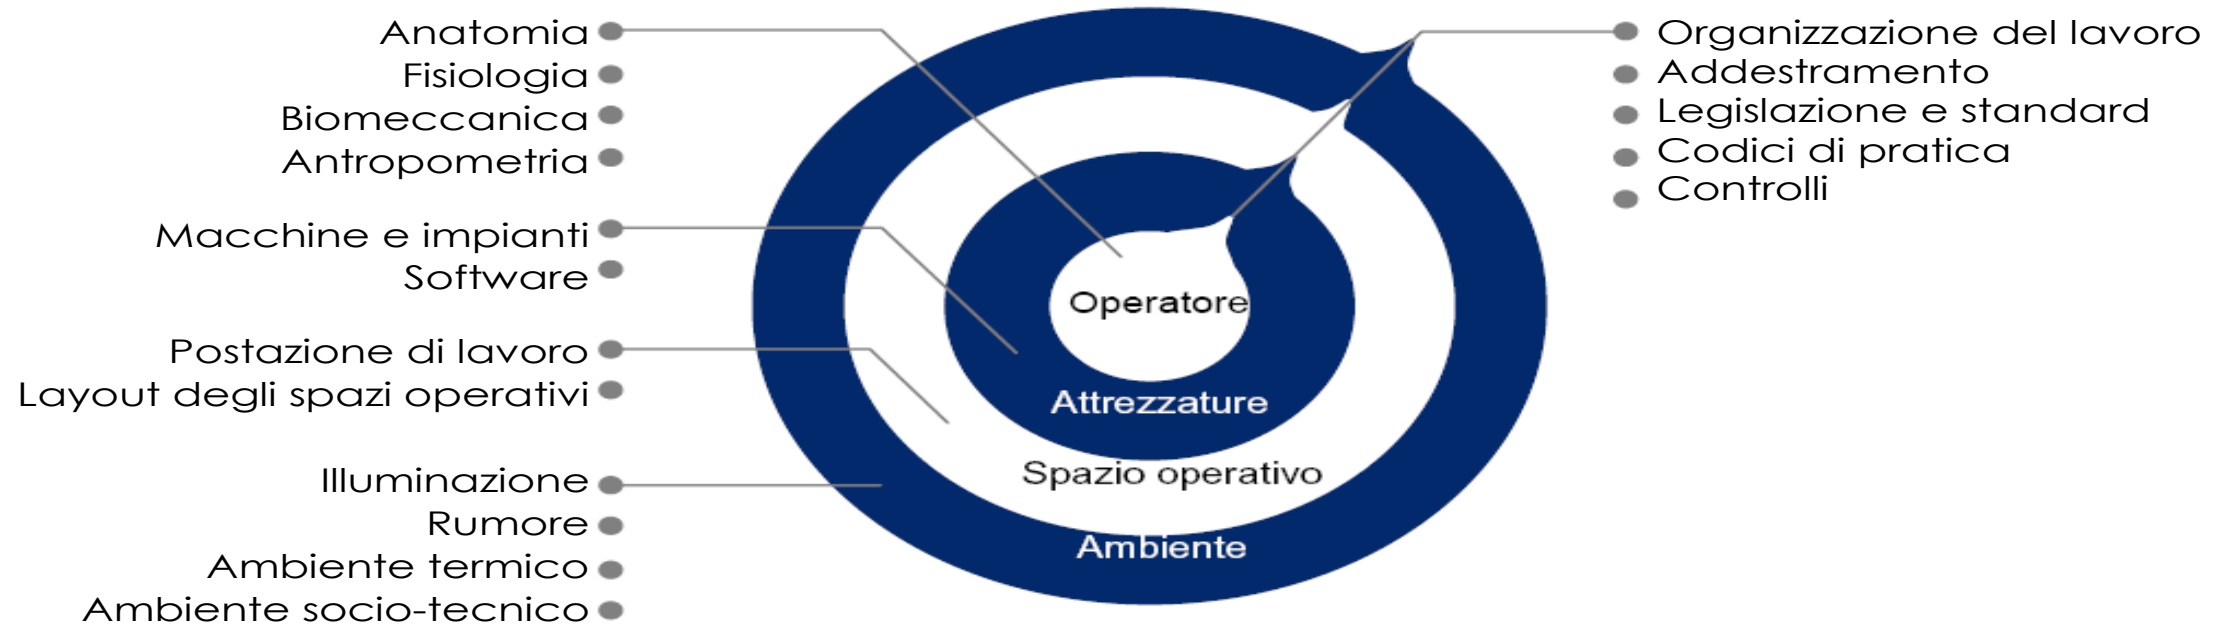 Anatomia
Fisiologia
Biomeccanica
Antropometria
Macchine e impianti
Software
Postazione di lavoro
Layout degli spazi operativi
Illuminazione
Rumore
Ambiente termico
Ambiente socio-tecnico
Operatore
Attrezzature
Spazio operativo
Ambiente
Organizzazione del lavoro
Addestramento
Legislazione e standard
Codici di pratica
Controlli